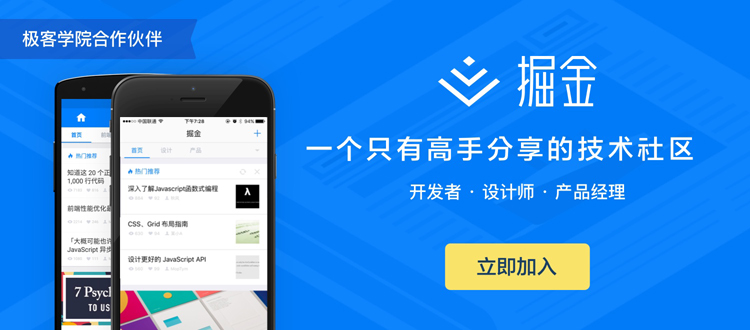 极客学院合作伙伴
掘金
一个只有高手分享的技术社区
开发者 · 设计师 · 产品经理
立即加入
首页
热门推荐
知道这 20 个正
1,000 行代码
前端性能优化
「大概可能也许
JavaScript 异步
7 Psych
TO US
中国联通
下午7:28
94%
掘金
首页
设计
产品
热门推荐
深入了解Javascript函数式编程
CSS、Grid 布局指南
设计更好的 JavaScript API